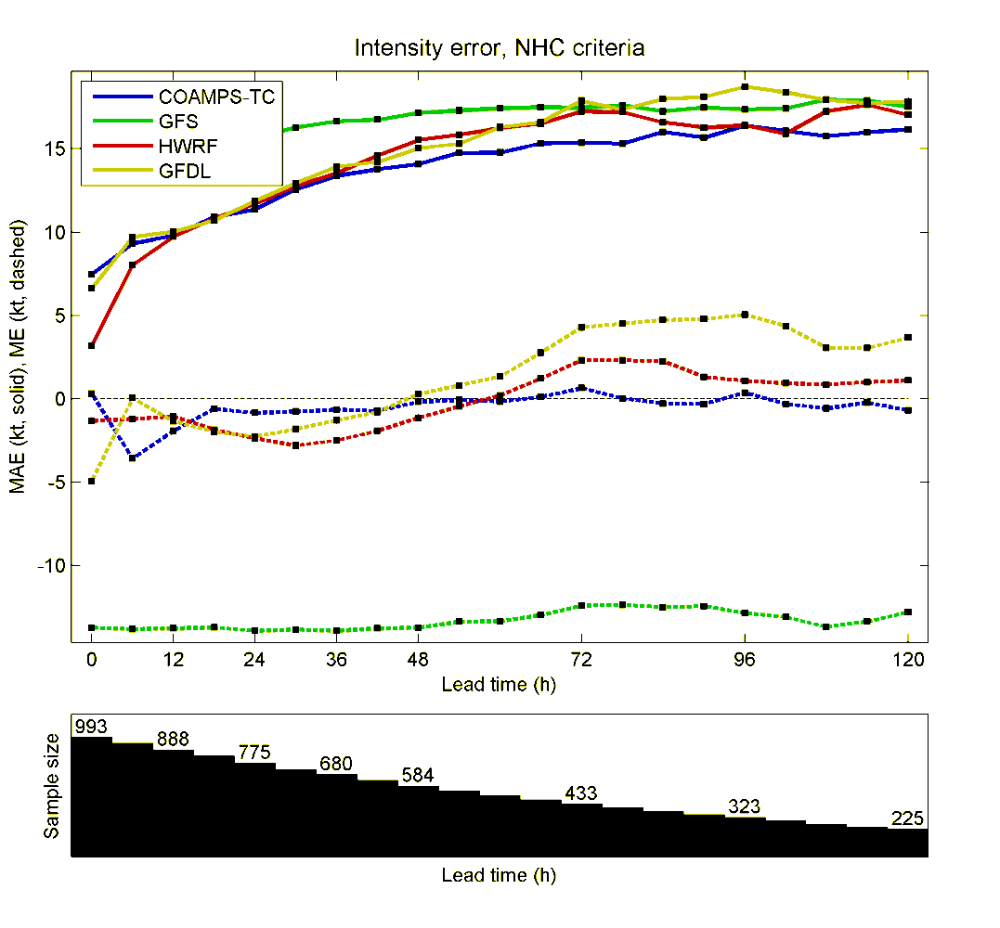 Intensity error, NHC criteria
COAMPS-TC
GFS
HWRF
GFDL
MAE (kt, solid), ME (kt, dashed)
15
10
5
0
-5
-10
0 12 24 36 48 72 96 120
Lead time (h)
Sample size
993 888 775 680 584 433 323 225
Lead time (h)